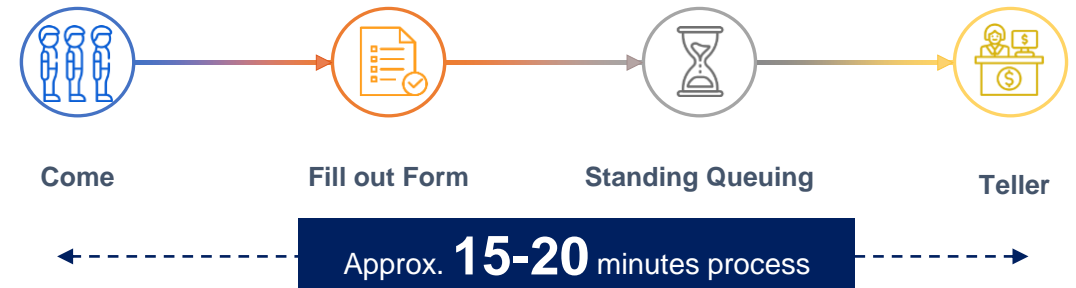 $
$
Come
Fill out Form
Standing Queuing
Teller
Approx. 15-20 minutes process